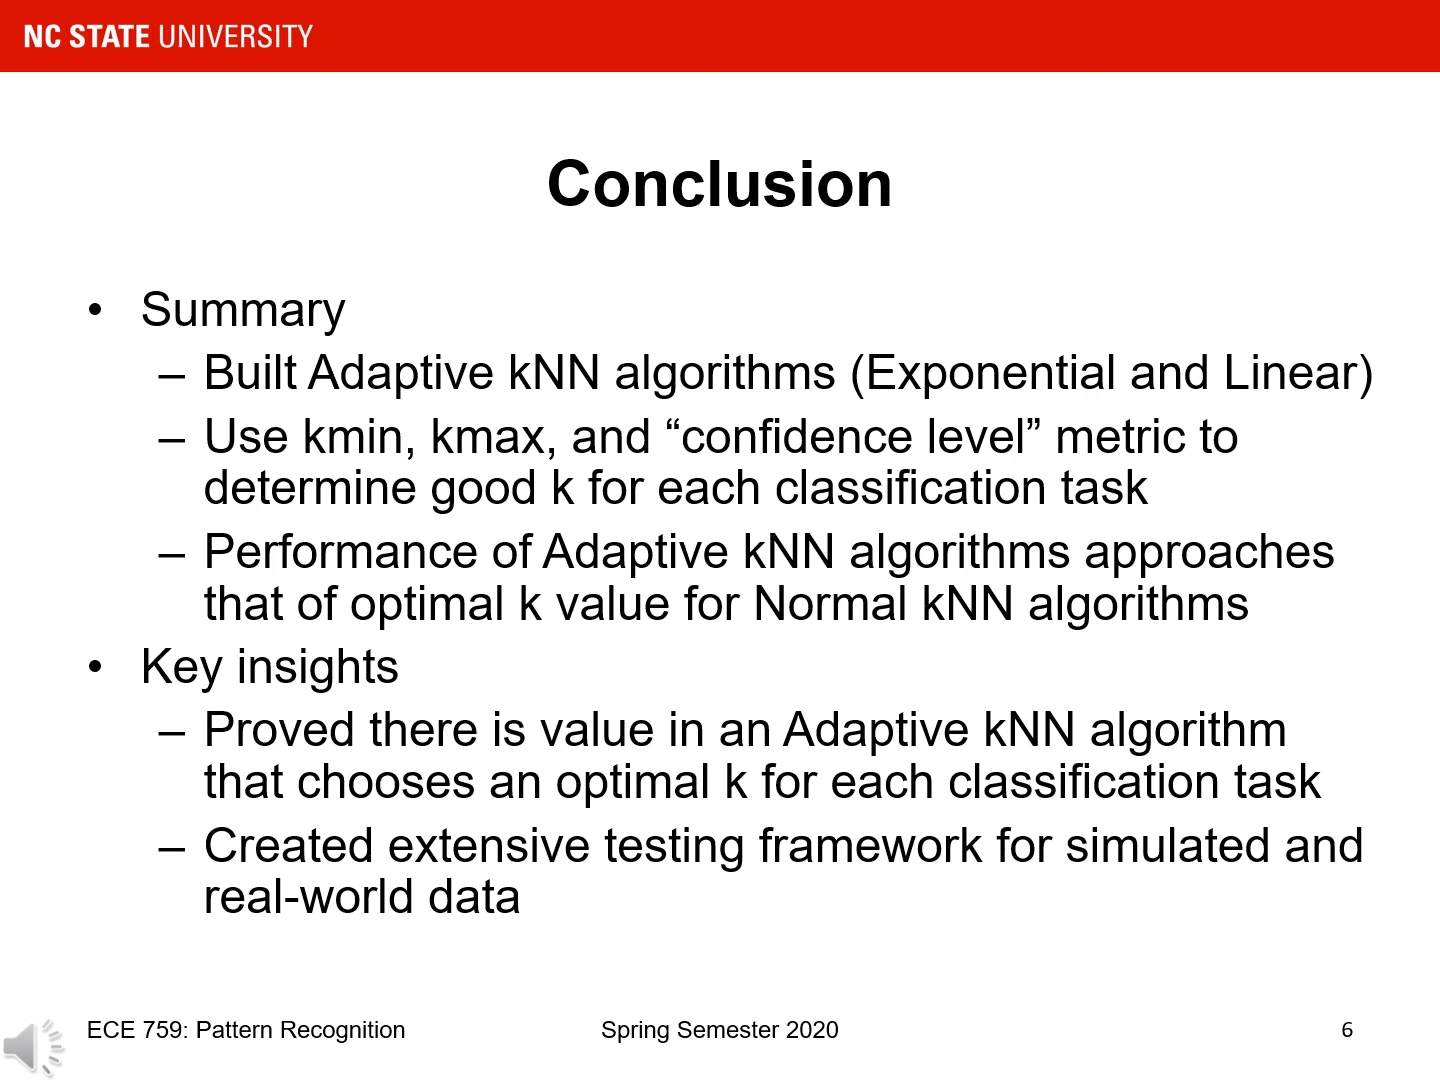 NC STATE UNIVERSITY
Conclusion
• Summary
– Built Adaptive kNN algorithms (Exponential and Linear)
– Use kmin, kmax, and “confidence level” metric to
determine good k for each classification task
– Performance of Adaptive kNN algorithms approaches
that of optimal k value for Normal kNN algorithms
• Key insights
– Proved there is value in an Adaptive kNN algorithm
that chooses an optimal k for each classification task
– Created extensive testing framework for simulated and
real-world data
ECE 759: Pattern Recognition Spring Semester 2020 6